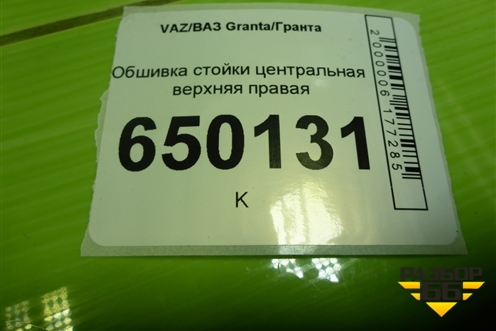 VAZ/ВАЗ Granta/Гранта
Обшивка стойки центральная
верхняя правая
650131
К
2000006177285
РАЗБОР
66